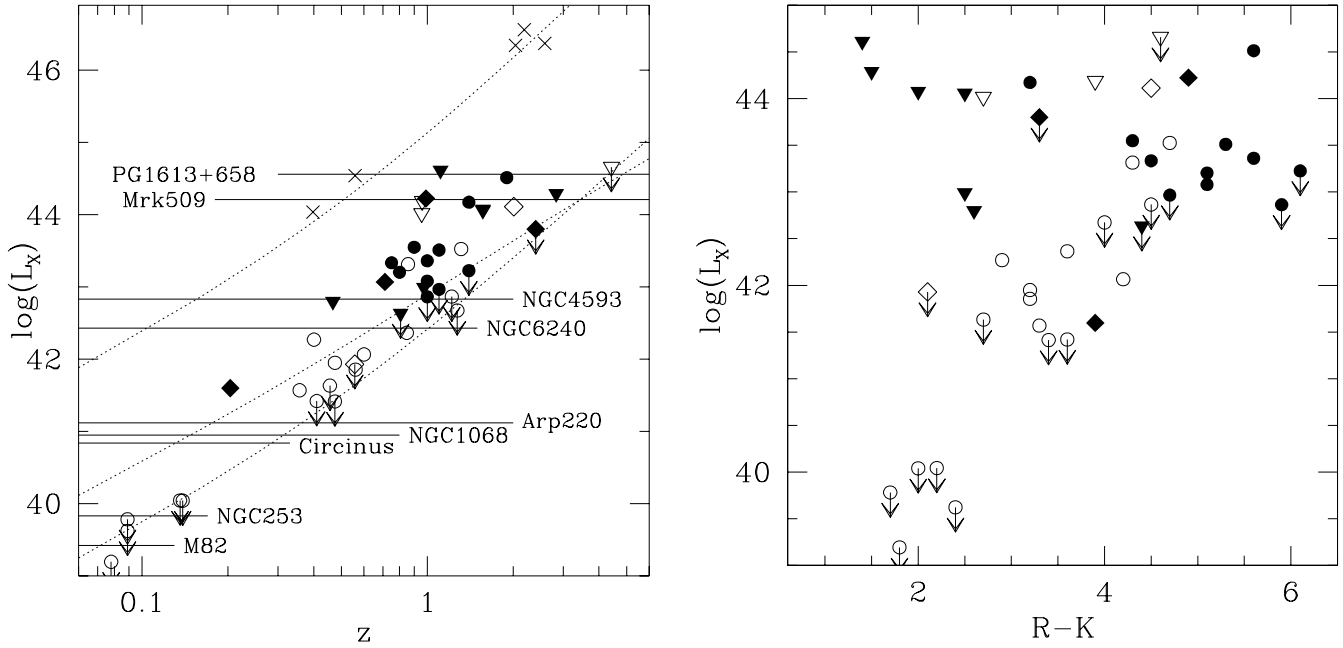 46
44
42
40
log(L_X)
PG1613+658
Mrk509
NGC4593
NGC6240
Arp220
NGC1068
Circinus
NGC253
M82
0.1 1
z
44
42
40
log(L_X)
2 4 6
R−K